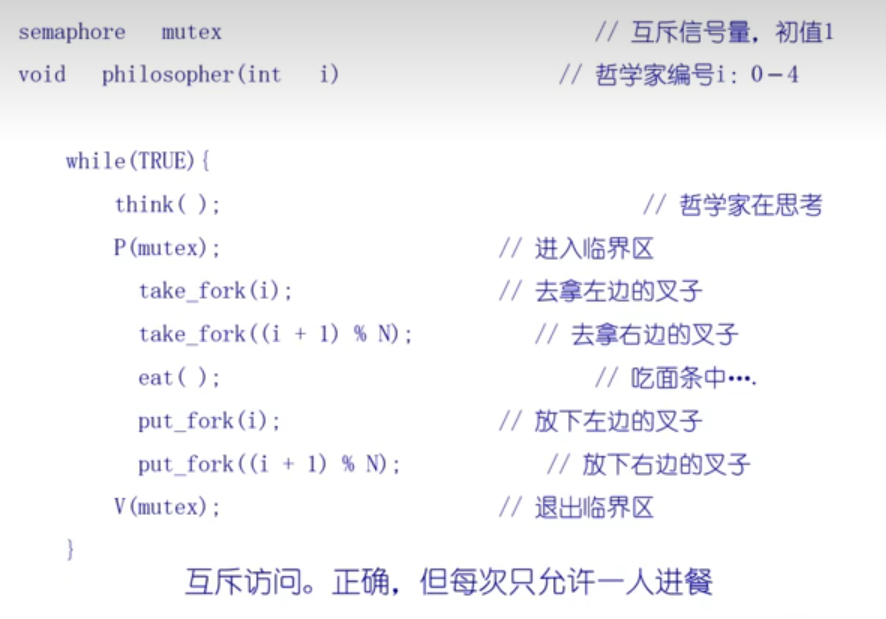 semaphore mutex // 互斥信号量，初值1
void philosopher(int i) // 哲学家编号i: 0－4
while(TRUE){
think( ); // 哲学家在思考
P(mutex); // 进入临界区
take_fork(i); // 去拿左边的叉子
take_fork((i + 1) % N); // 去拿右边的叉子
eat( ); // 吃面条中….
put_fork(i); // 放下左边的叉子
put_fork((i + 1) % N); // 放下右边的叉子
V(mutex); // 退出临界区
}
互斥访问。正确，但每次只允许一人进餐